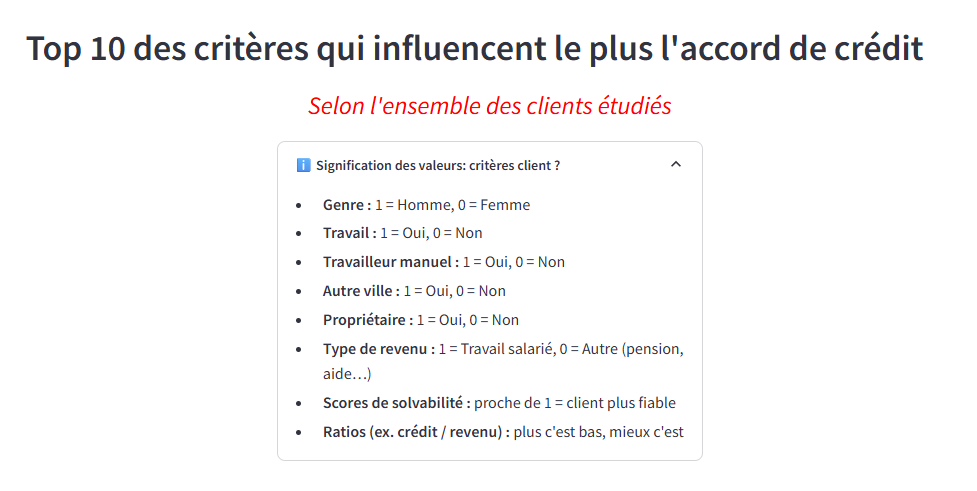 Top 10 des critères qui influencent le plus l'accord de crédit
Selon l'ensemble des clients étudiés
ℹ️ Signification des valeurs: critères client ?
• Genre : 1 = Homme, 0 = Femme
• Travail : 1 = Oui, 0 = Non
• Travailleur manuel : 1 = Oui, 0 = Non
• Autre ville : 1 = Oui, 0 = Non
• Propriétaire : 1 = Oui, 0 = Non
• Type de revenu : 1 = Travail salarié, 0 = Autre (pension,
aide…)
• Scores de solvabilité : proche de 1 = client plus fiable
• Ratios (ex. crédit / revenu) : plus c'est bas, mieux c'est